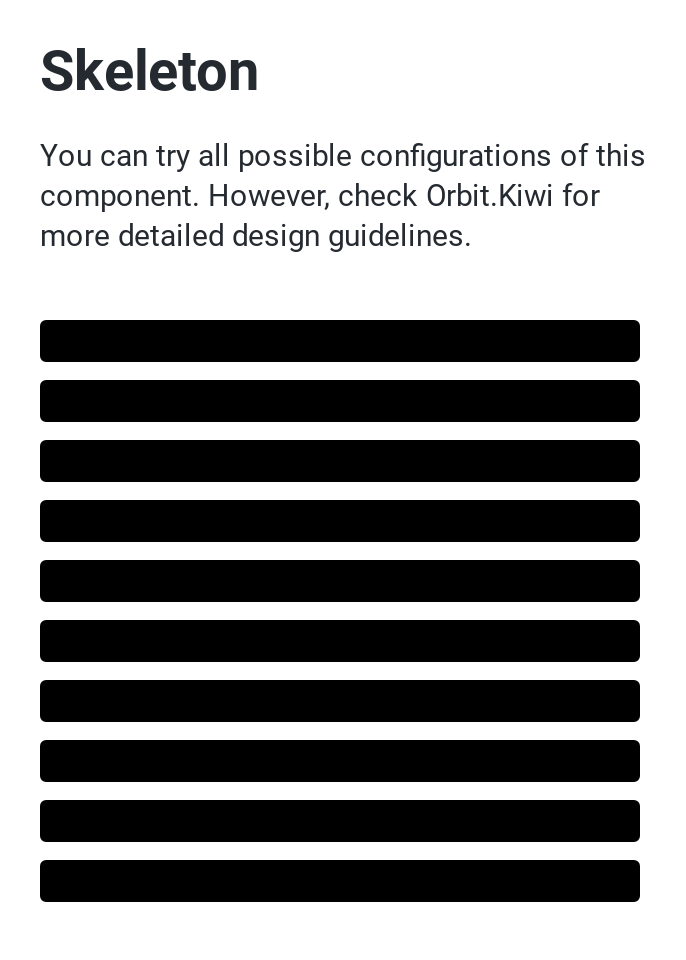 Skeleton
You can try all possible configurations of this
component. However, check Orbit.Kiwi for
more detailed design guidelines.